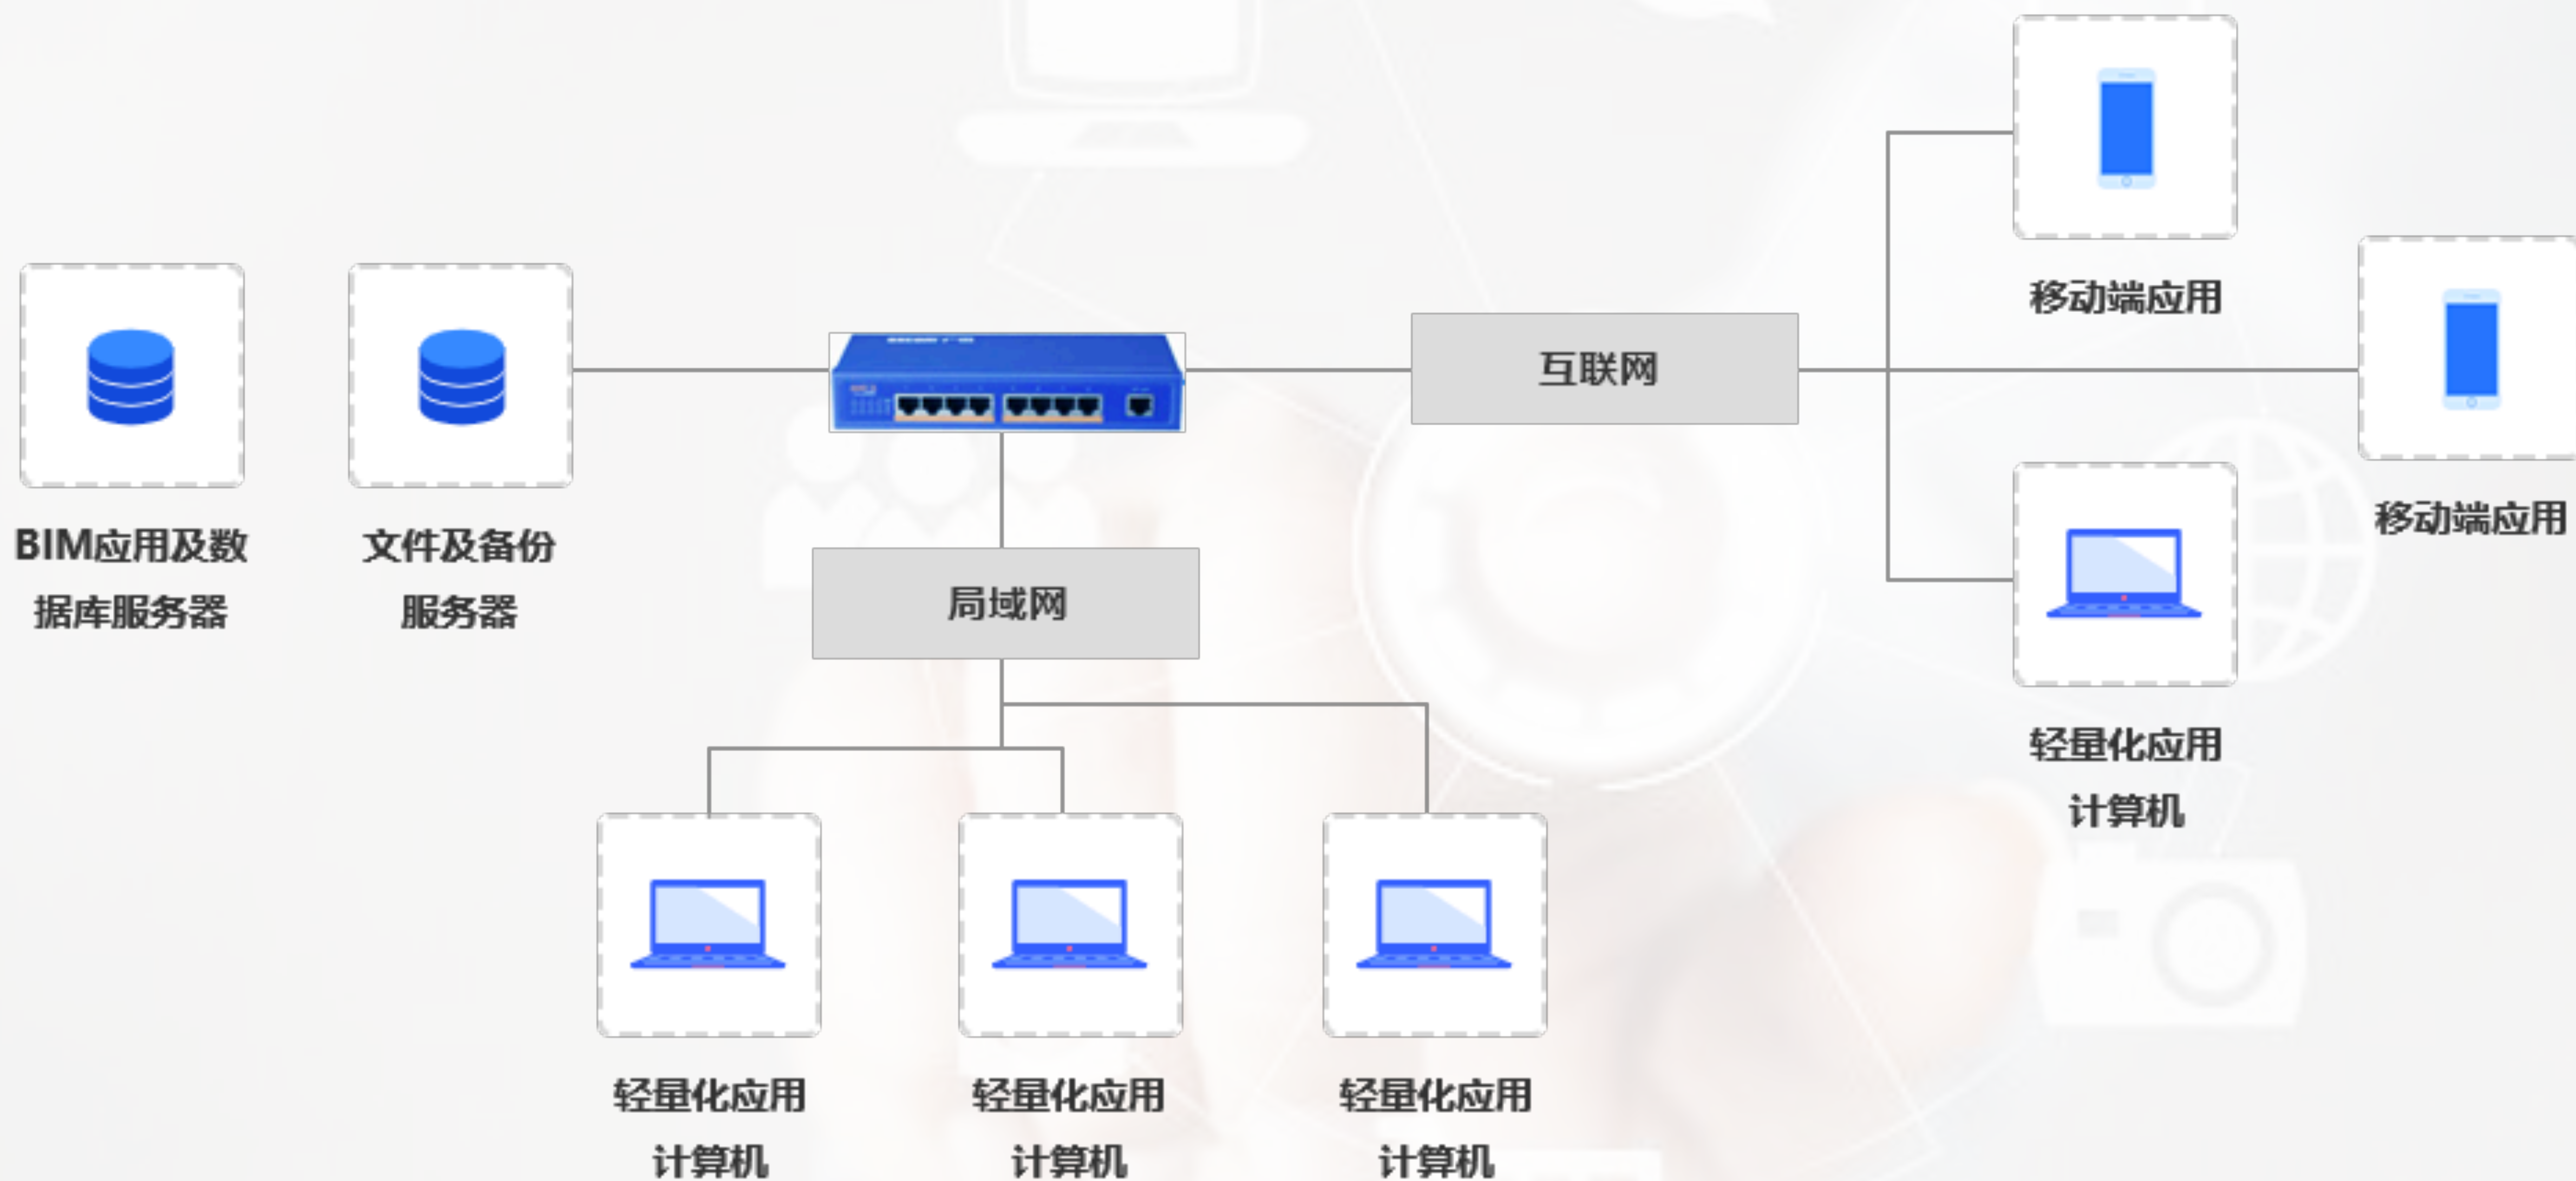 移动端应用
互联网
移动端应用
BIM应用及数
据库服务器
文件及备份
服务器
局域网
轻量化应用
计算机
轻量化应用
计算机
轻量化应用
计算机
轻量化应用
计算机